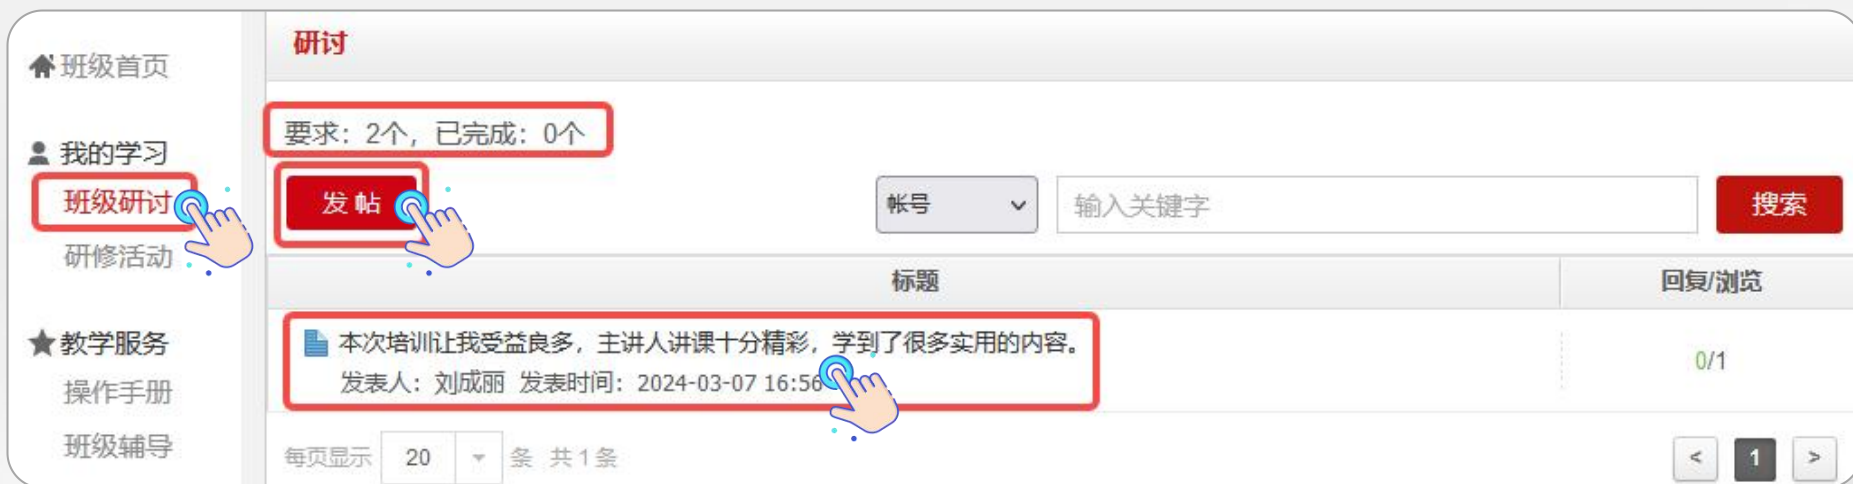 班级首页
我的学习
班级研讨
研修活动
教学服务
操作手册
班级辅导
研讨
要求：2个，已完成：0个
发帖
帐号
输入关键字
搜索
标题
回复/浏览
本次培训让我受益良多，主讲人讲课十分精彩，学到了很多实用的内容。
发表人：刘成丽 发表时间：2024-03-07 16:56
0/1
每页显示 20 条 共1条
< 1 >